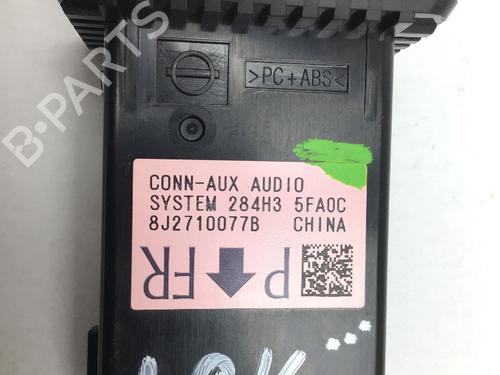 >PC+ABS<
B-PARTS
CONN-AUX AUDIO
SYSTEM 284H3 5FA0C
8J2710077B CHINA
P FR